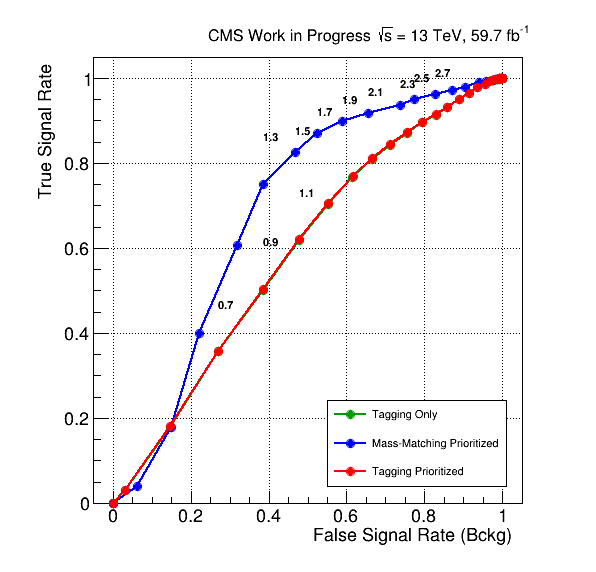 CMS Work in Progress √s = 13 TeV, 59.7 fb⁻¹
True Signal Rate
1
0.8
0.6
0.4
0.2
0
0 0.2 0.4 0.6 0.8 1
False Signal Rate (Bckg)
0.7
0.9
1.1
1.3
1.5
1.7
1.9
2.1
2.3
2.5
2.7
Tagging Only
Mass-Matching Prioritized
Tagging Prioritized